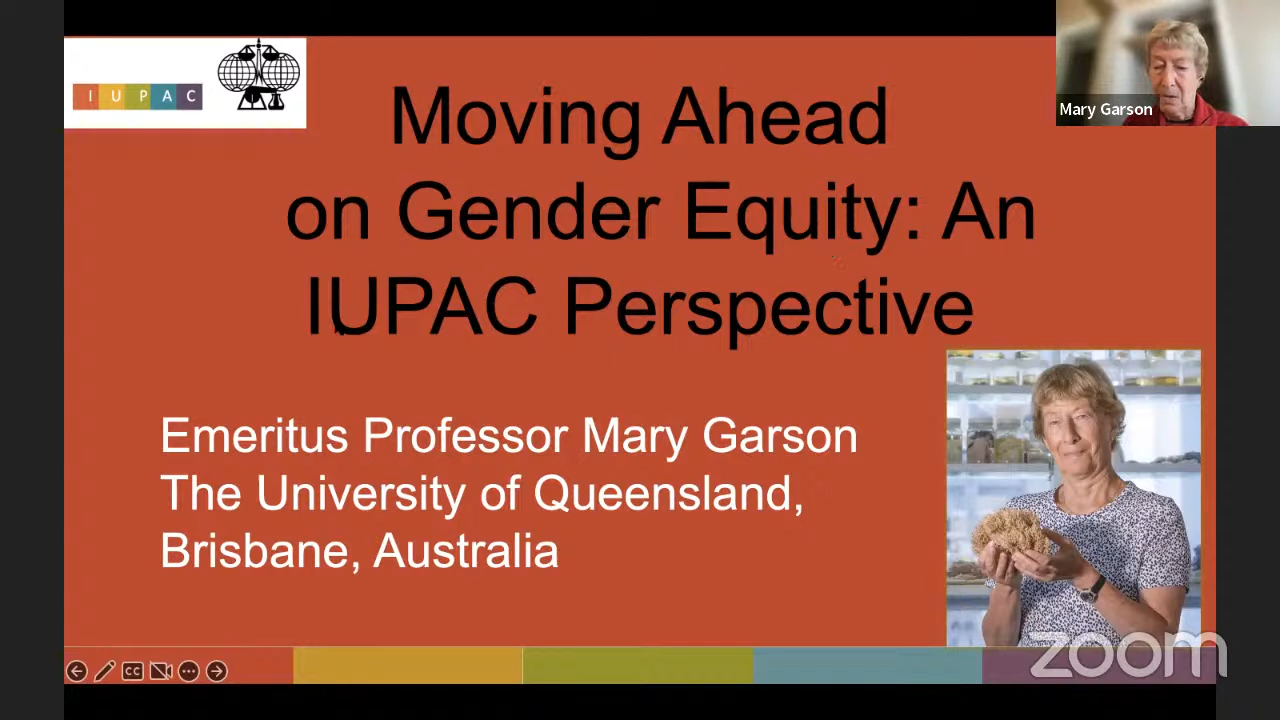 IUPAC
Moving Ahead
on Gender Equity: An
IUPAC Perspective
Mary Garson
Emeritus Professor Mary Garson
The University of Queensland,
Brisbane, Australia
CC
zoom